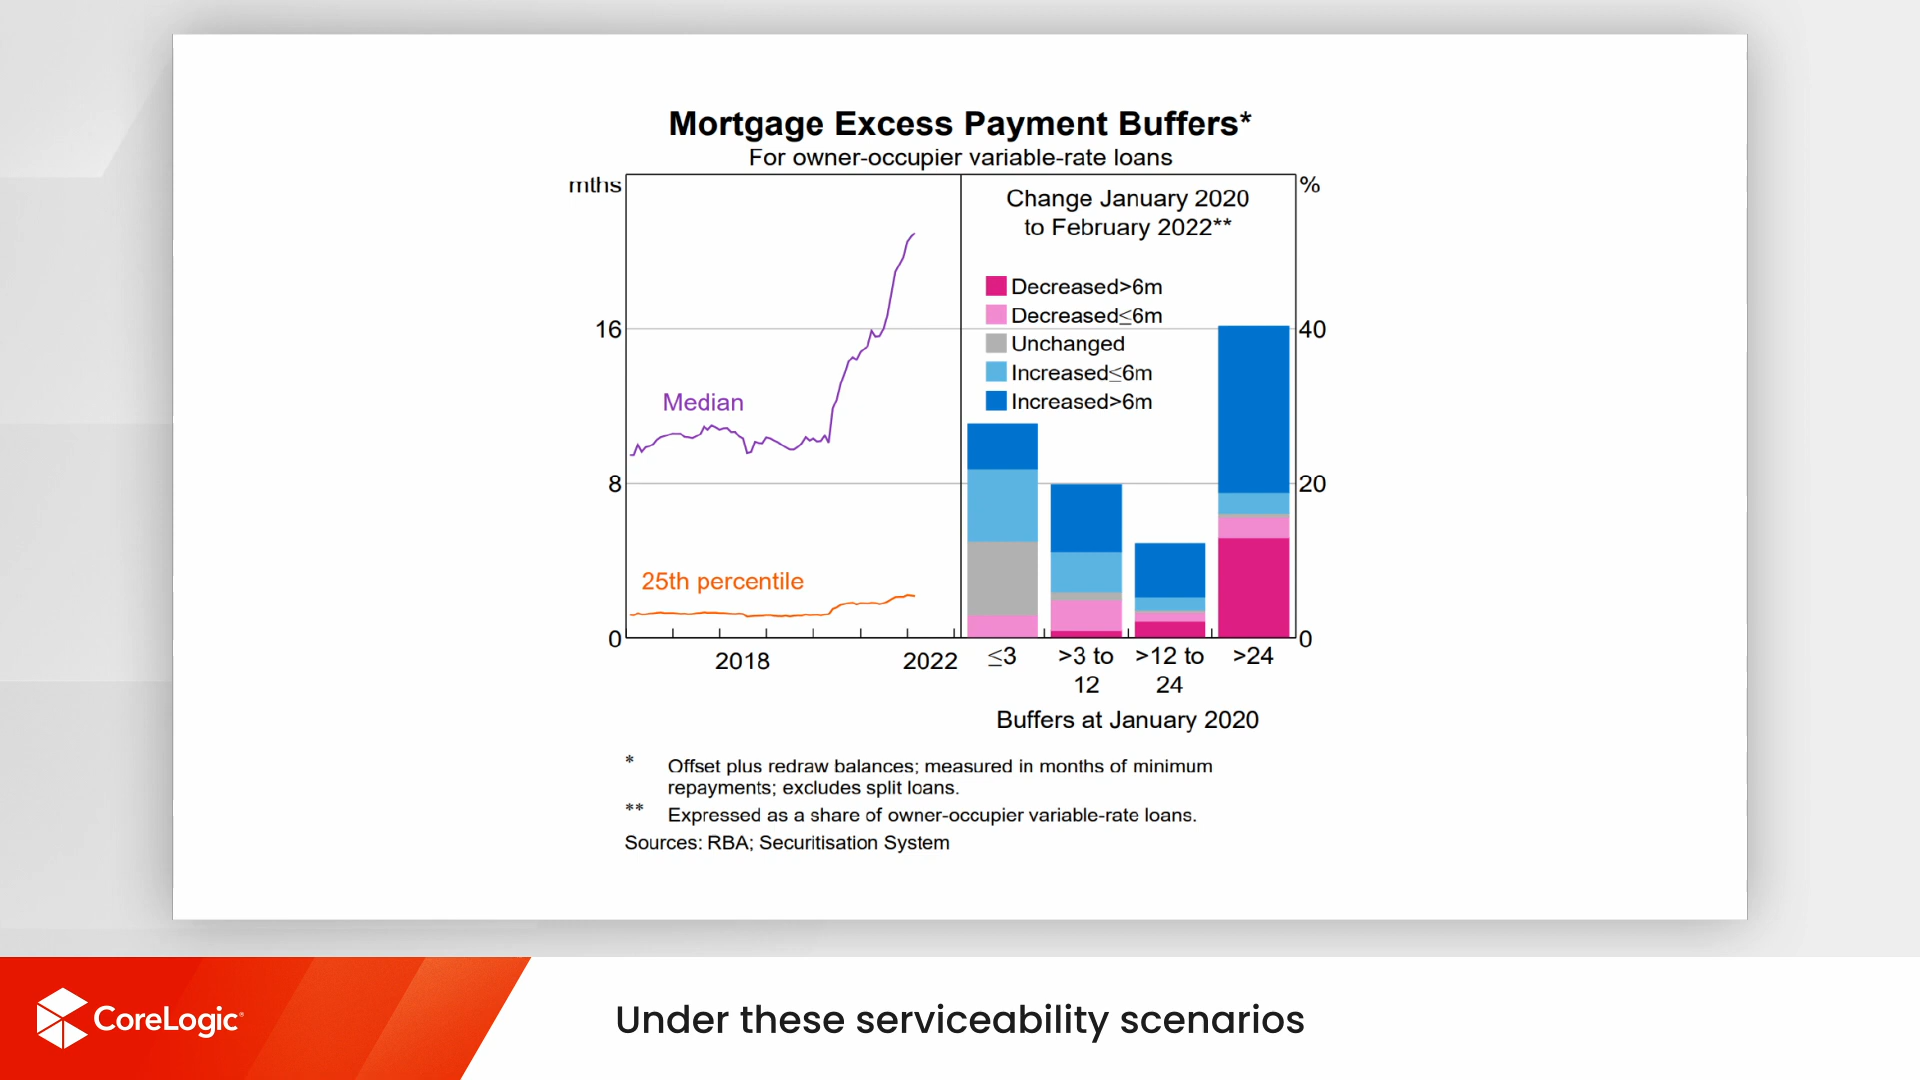 Mortgage Excess Payment Buffers*
For owner-occupier variable-rate loans
mths
%
Change January 2020
to February 2022**
Decreased>6m
Decreased≤6m
Unchanged
Increased≤6m
Increased>6m
16
40
Median
8
20
25th percentile
0
0
2018
2022
≤3
>3 to
12
>12 to
24
>24
Buffers at January 2020
* Offset plus redraw balances; measured in months of minimum
repayments; excludes split loans.
** Expressed as a share of owner-occupier variable-rate loans.
Sources: RBA; Securitisation System
CoreLogic
Under these serviceability scenarios